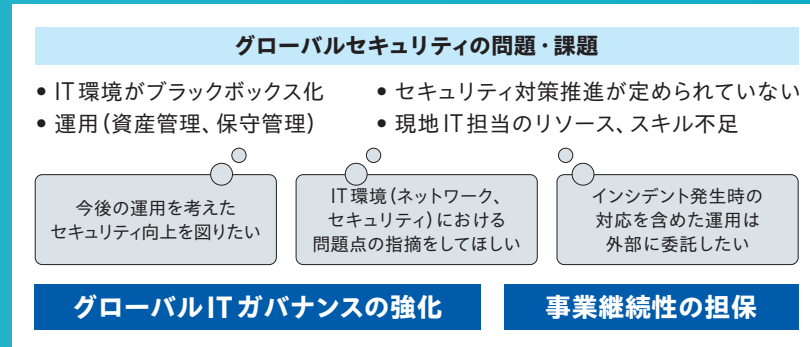 グローバルセキュリティの問題・課題
• IT環境がブラックボックス化
• セキュリティ対策推進が定められていない
• 運用(資産管理、保守管理)
• 現地IT担当のリソース、スキル不足
今後の運用を考えた
セキュリティ向上を図りたい
IT環境(ネットワーク、
セキュリティ)における
問題点の指摘をしてほしい
インシデント発生時の
対応を含めた運用は
外部に委託したい
グローバルITガバナンスの強化
事業継続性の担保